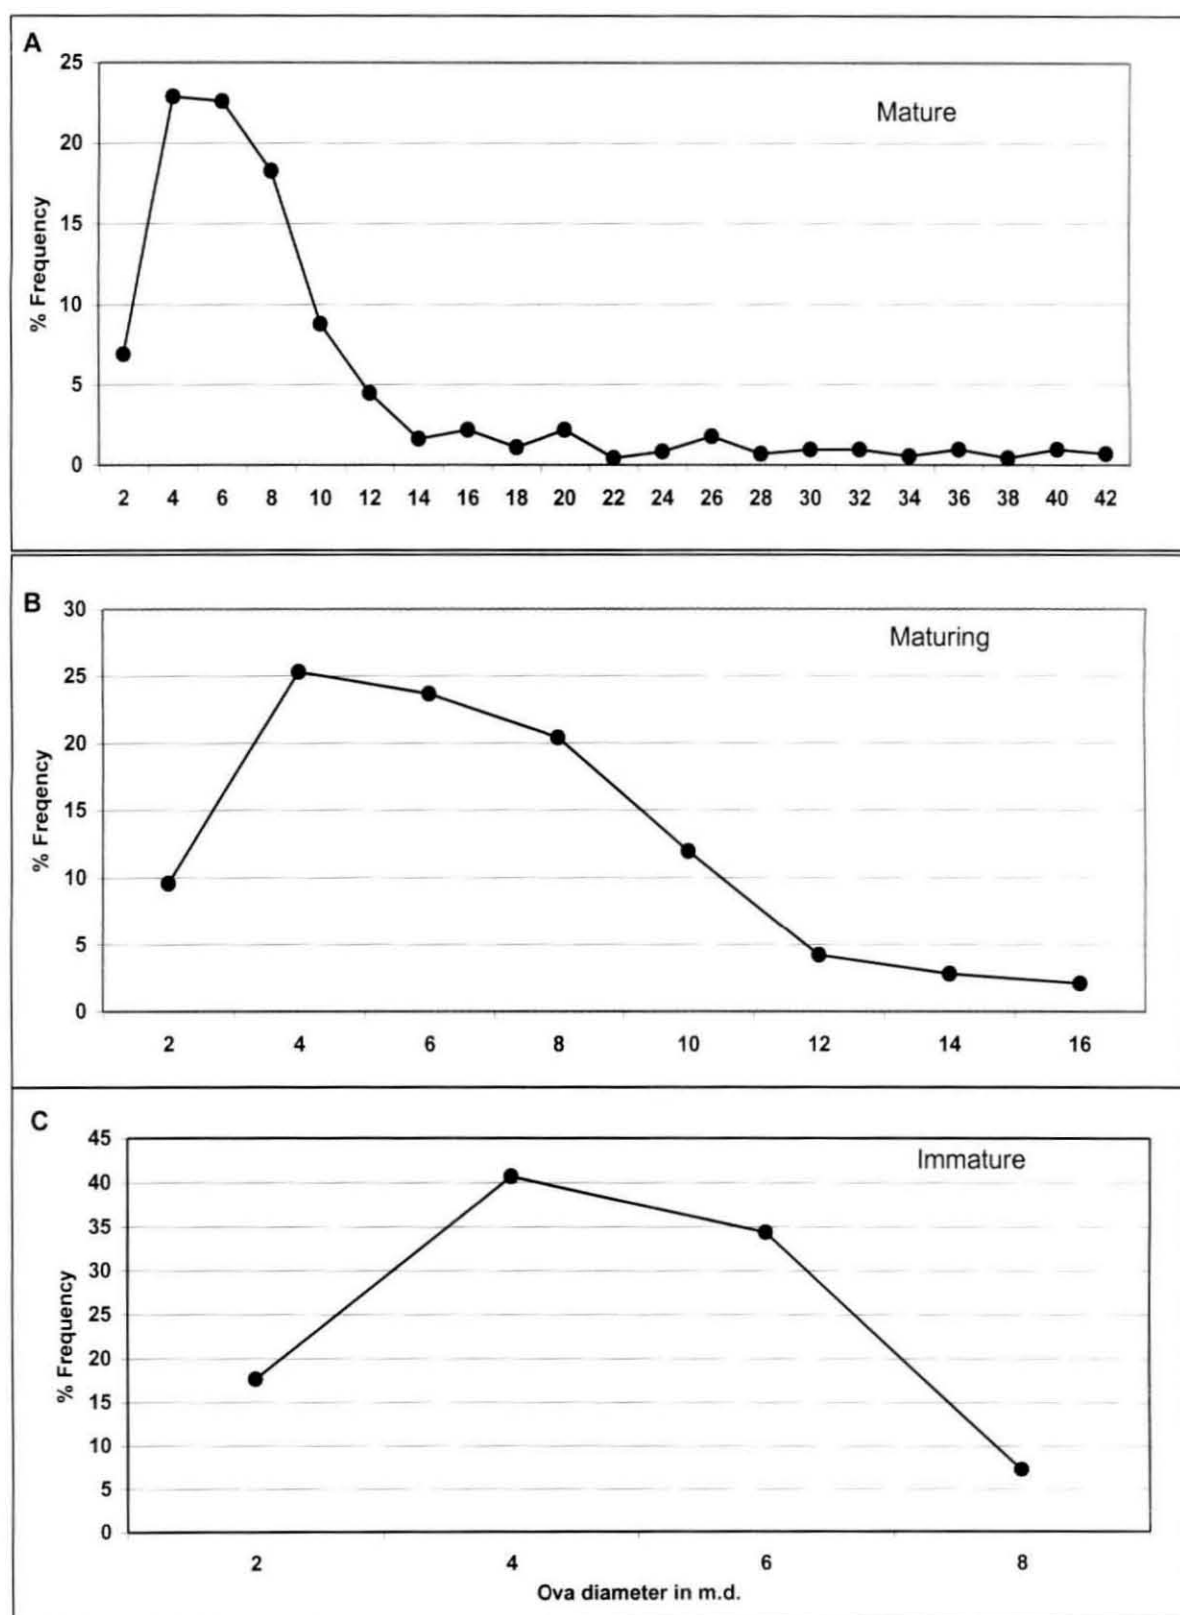 A
25
20
15
10
5
0
% Frequency
Mature
2 4 6 8 10 12 14 16 18 20 22 24 26 28 30 32 34 36 38 40 42
B
30
25
20
15
10
5
0
% Freqency
Maturing
2 4 6 8 10 12 14 16
C
45
40
35
30
25
20
15
10
5
0
% Frequency
Immature
2 4 6 8
Ova diameter in m.d.